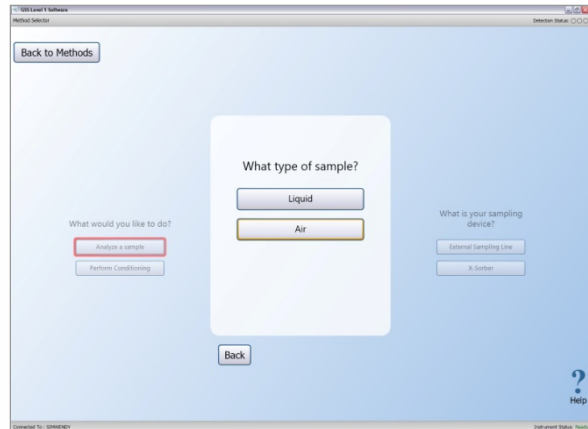 GSS Level 1 Software
Method Selector
Detection Status:
Back to Methods
What type of sample?
Liquid
Air
What would you like to do?
Analyze a sample
Perform Conditioning
What is your sampling
device?
External Sampling Line
X-Sorber
Back
?
Help
Connected To:
Instrument Status: